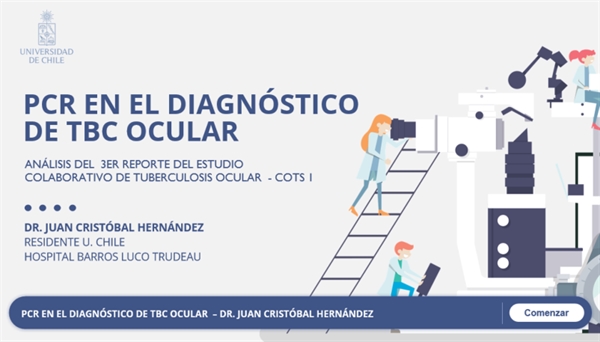 UNIVERSIDAD
DE CHILE
PCR EN EL DIAGNÓSTICO
DE TBC OCULAR
ANÁLISIS DEL 3ER REPORTE DEL ESTUDIO
COLABORATIVO DE TUBERCULOSIS OCULAR - COTS 1
DR. JUAN CRISTÓBAL HERNÁNDEZ
RESIDENTE U. CHILE
HOSPITAL BARROS LUCO TRUDEAU
PCR EN EL DIAGNÓSTICO DE TBC OCULAR – DR. JUAN CRISTÓBAL HERNÁNDEZ
Comenzar